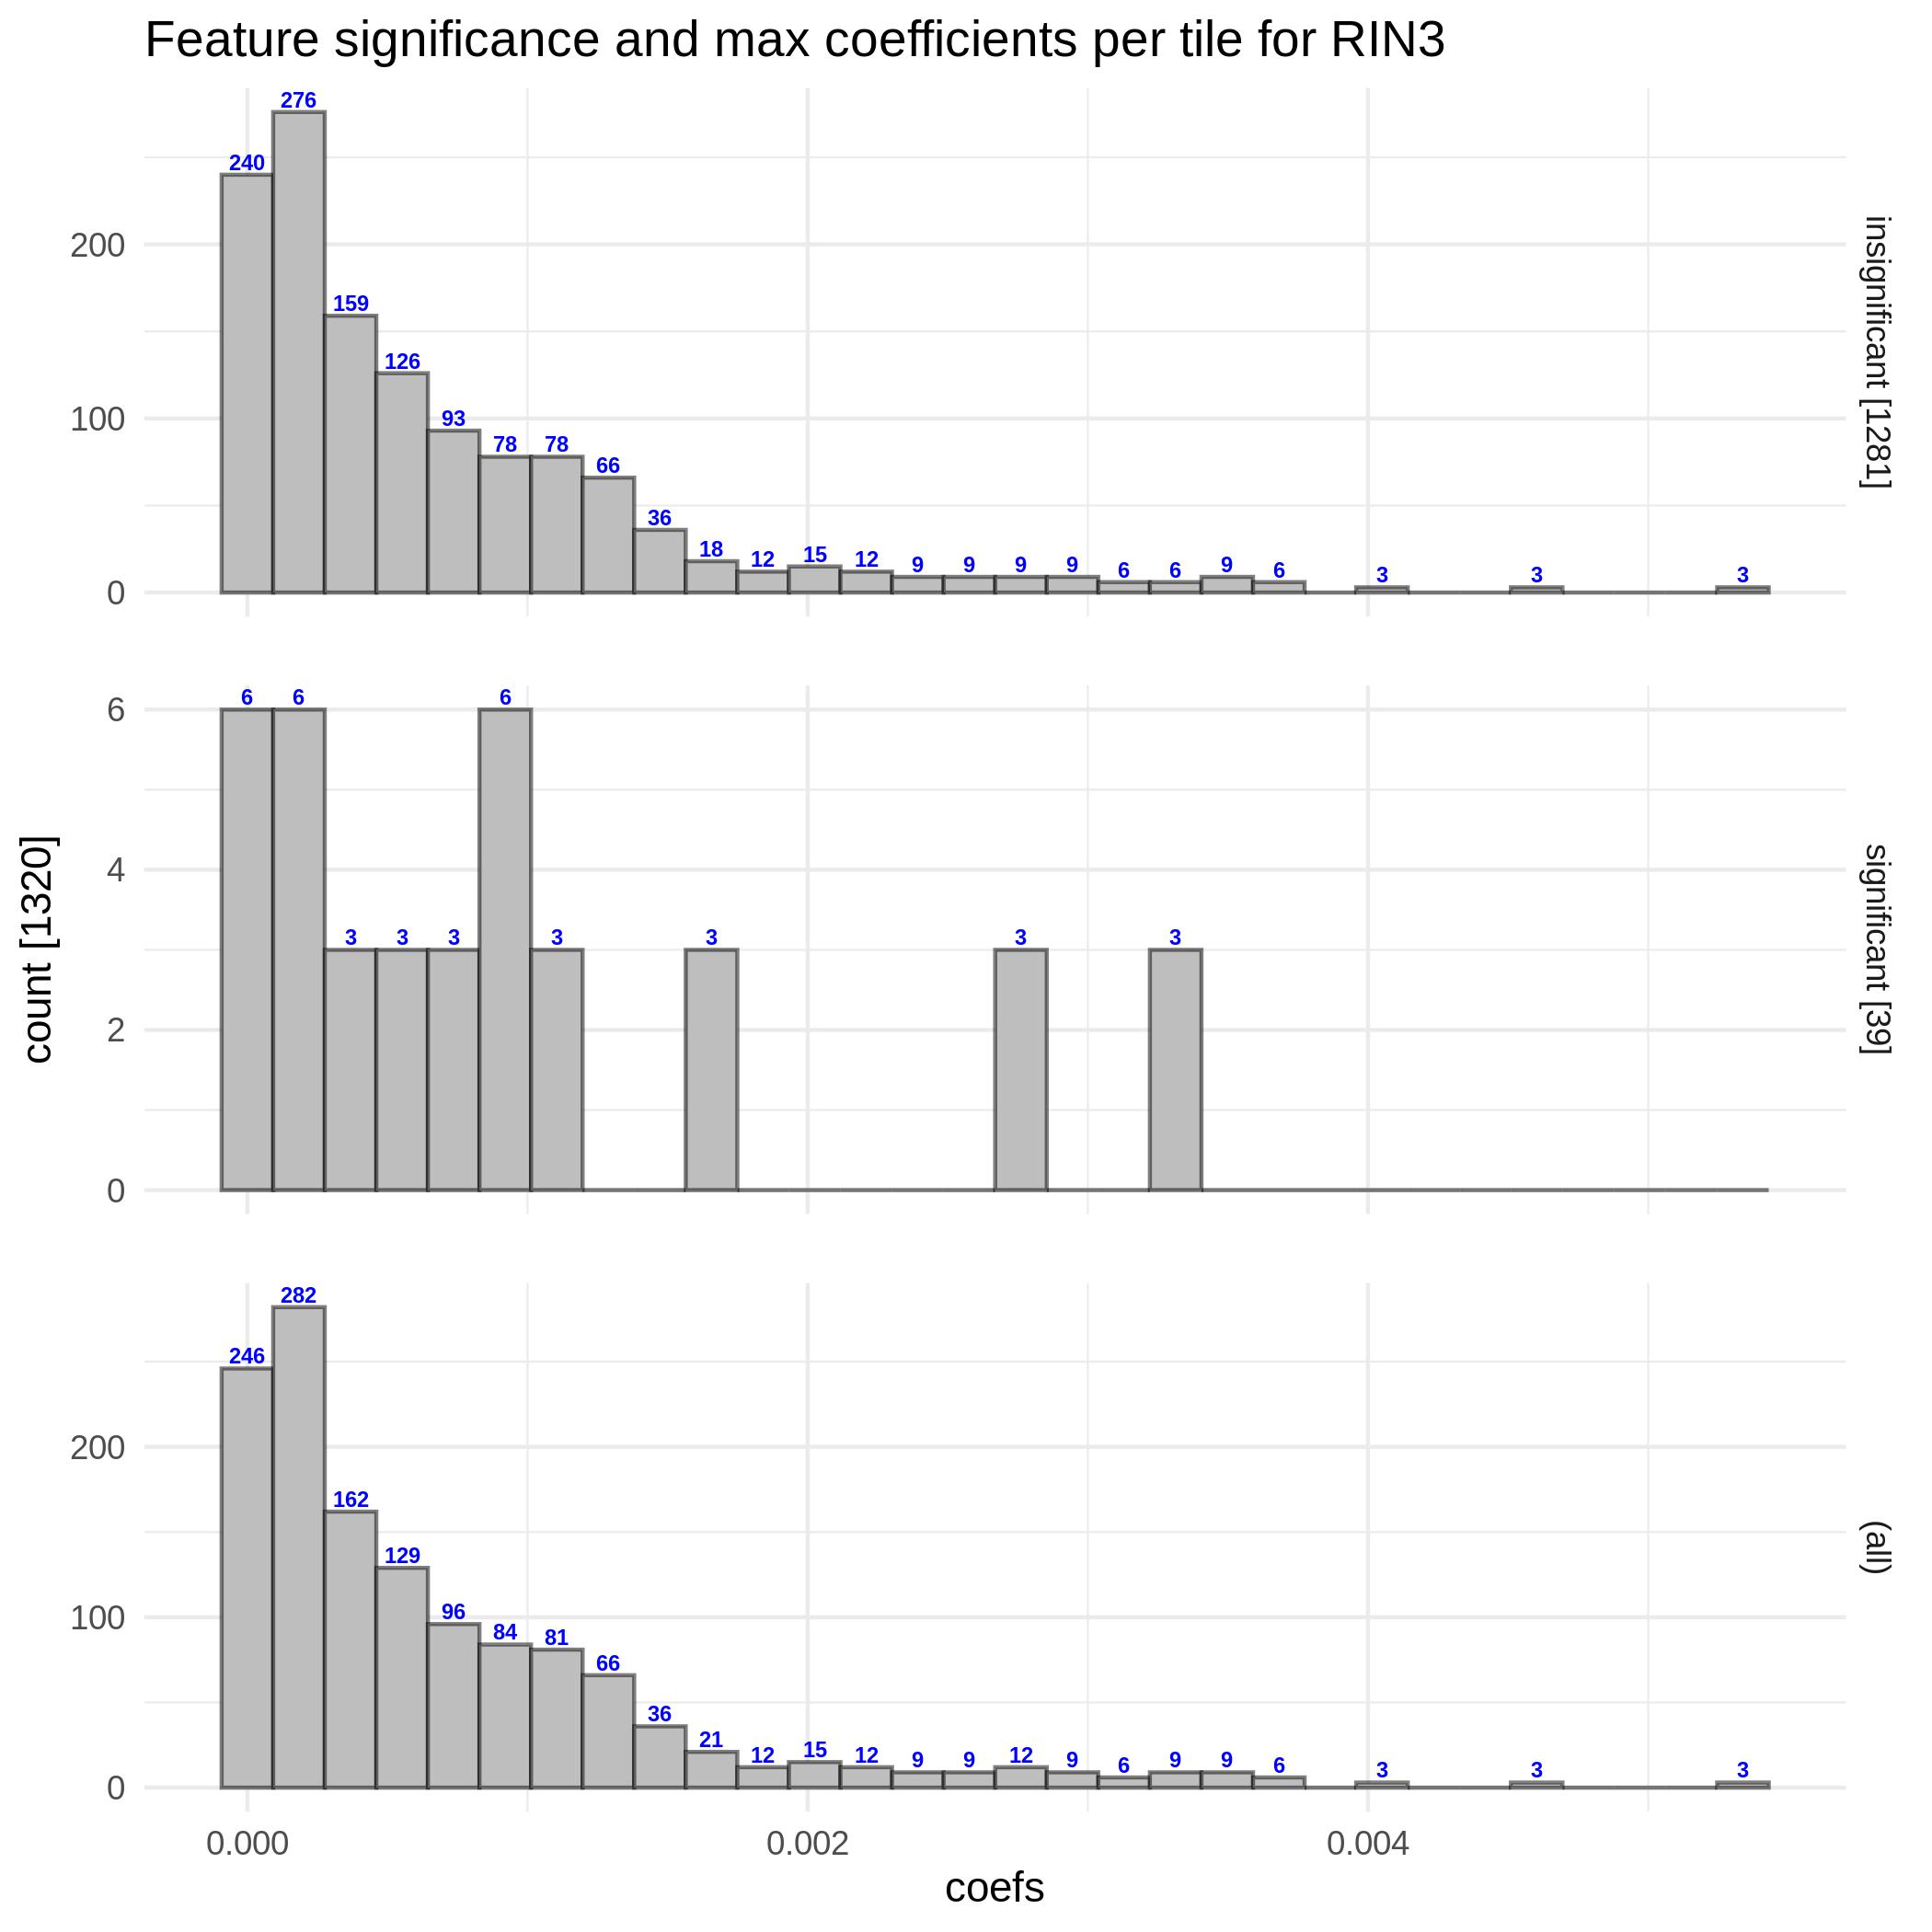 Feature significance and max coefficients per tile for RIN3
276
240
159
126
93
78 78
66
36
18
12 15 12 9 9 9 9 6 6 9 6 3 3 3
200
100
0
insignificant [1281]
6 6 6
3 3 3 3 3 3 3
6
4
2
0
significant [39]
count [1320]
282
246
162
129
96
84 81
66
36
21
12 15 12 9 9 12 9 6 9 9 6 3 3 3
200
100
0
(all)
0.000 0.002 0.004
coefs